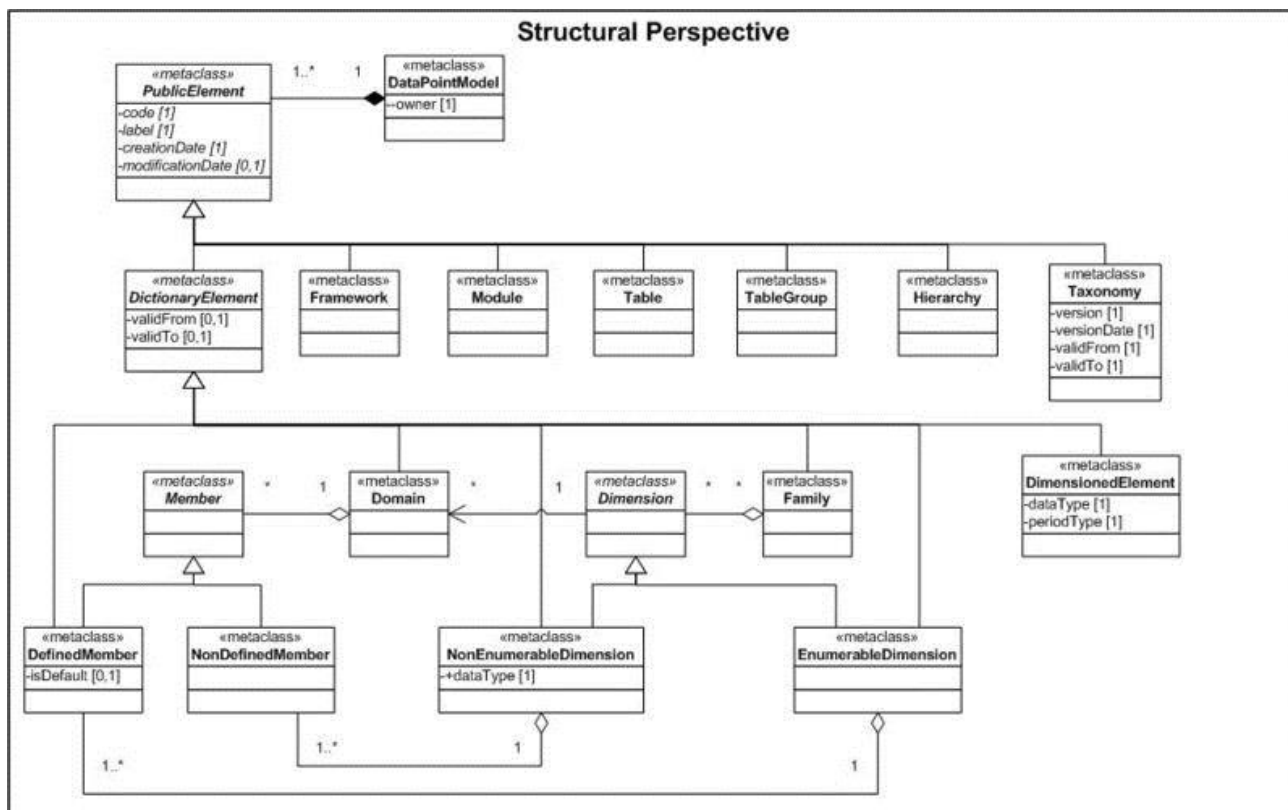 Structural Perspective
«metaclass»
PublicElement
-code [1]
-label [1]
-creationDate [1]
-modificationDate [0,1]
1..*
1
«metaclass»
DataPointModel
--owner [1]
«metaclass»
DictionaryElement
-validFrom [0,1]
-validTo [0,1]
«metaclass»
Framework
«metaclass»
Module
«metaclass»
Table
«metaclass»
TableGroup
«metaclass»
Hierarchy
«metaclass»
Taxonomy
-version [1]
-versionDate [1]
-validFrom [1]
-validTo [1]
«metaclass»
Member
*
1
«metaclass»
Domain
*
1
«metaclass»
Dimension
*
*
«metaclass»
Family
«metaclass»
DimensionedElement
-dataType [1]
-periodType [1]
«metaclass»
DefinedMember
-isDefault [0,1]
«metaclass»
NonDefinedMember
«metaclass»
NonEnumerableDimension
-+dataType [1]
«metaclass»
EnumerableDimension
1..*
1
1..*
1